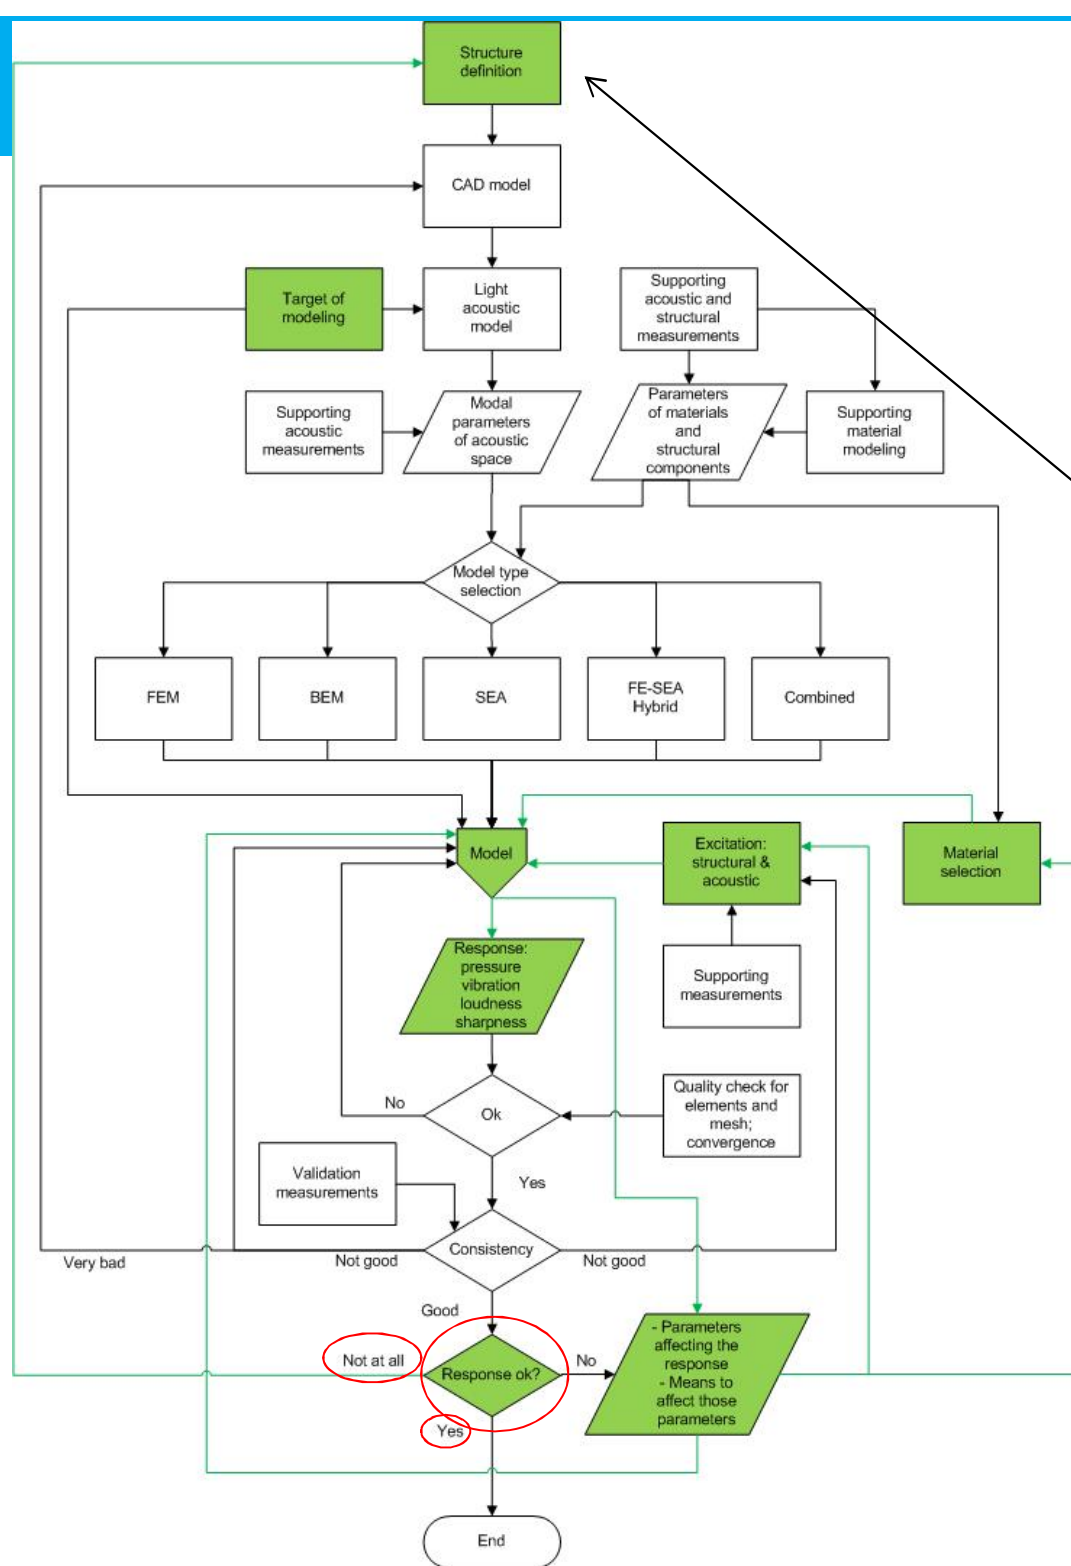 Structure
definition
CAD model
Target of
modeling
Light
acoustic
model
Supporting
acoustic and
structural
measurements
Supporting
acoustic
measurements
Modal
parameters
of acoustic
space
Parameters
of materials
and
structural
components
Supporting
material
modeling
Model type
selection
FEM
BEM
SEA
FE-SEA
Hybrid
Combined
Model
Excitation:
structural &
acoustic
Material
selection
Response:
pressure
vibration
loudness
sharpness
Supporting
measurements
No
Ok
Quality check for
elements and
mesh;
convergence
Yes
Validation
measurements
Consistency
Very bad
Not good
Not good
Good
Not at all
Response ok?
No
- Parameters
affecting the
response
- Means to
affect those
parameters
Yes
End